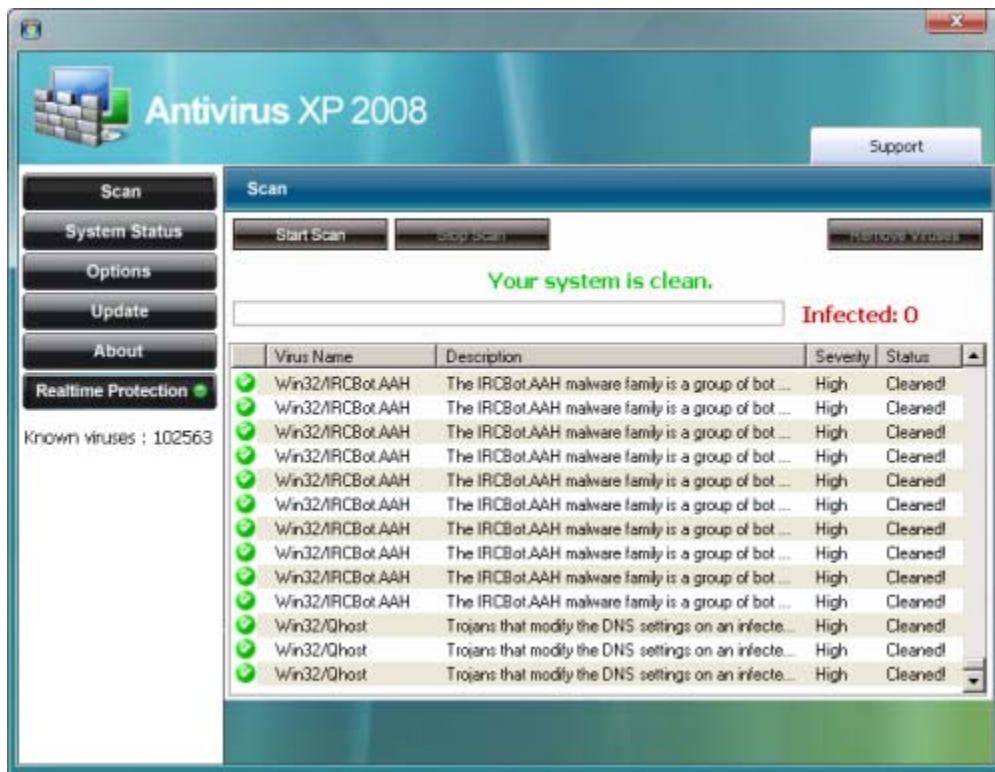 Antivirus XP 2008
Support
Scan
System Status
Options
Update
About
Realtime Protection
Known viruses : 102563
Scan
Start Scan Stop Scan Remove Viruses
Your system is clean.
Infected: 0
Virus Name Description Severity Status
Win32/IRCBot.AAH The IRCBot.AAH malware family is a group of bot ... High Cleaned!
Win32/IRCBot.AAH The IRCBot.AAH malware family is a group of bot ... High Cleaned!
Win32/IRCBot.AAH The IRCBot.AAH malware family is a group of bot ... High Cleaned!
Win32/IRCBot.AAH The IRCBot.AAH malware family is a group of bot ... High Cleaned!
Win32/IRCBot.AAH The IRCBot.AAH malware family is a group of bot ... High Cleaned!
Win32/IRCBot.AAH The IRCBot.AAH malware family is a group of bot ... High Cleaned!
Win32/IRCBot.AAH The IRCBot.AAH malware family is a group of bot ... High Cleaned!
Win32/IRCBot.AAH The IRCBot.AAH malware family is a group of bot ... High Cleaned!
Win32/IRCBot.AAH The IRCBot.AAH malware family is a group of bot ... High Cleaned!
Win32/IRCBot.AAH The IRCBot.AAH malware family is a group of bot ... High Cleaned!
Win32/Qhost Trojans that modify the DNS settings on an infecte... High Cleaned!
Win32/Qhost Trojans that modify the DNS settings on an infecte... High Cleaned!
Win32/Qhost Trojans that modify the DNS settings on an infecte... High Cleaned!